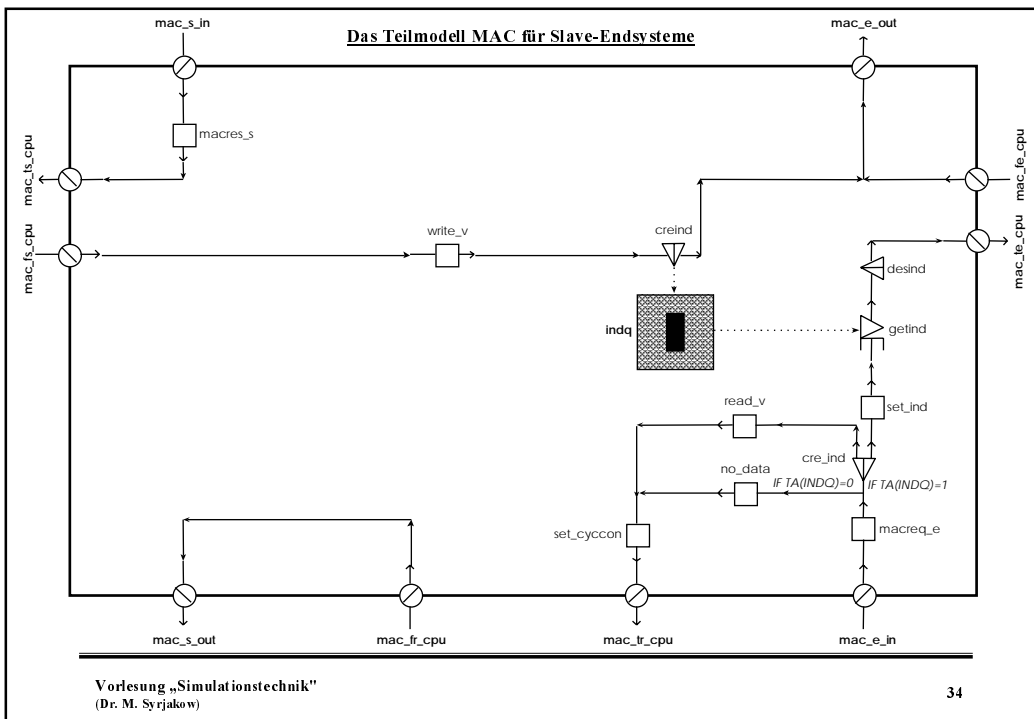 mac_s_in
mac_e_out
Das Teilmodell MAC für Slave-Endsysteme
macres_s
mac_ts_cpu
mac_fe_cpu
write_v
creind
mac_fs_cpu
mac_te_cpu
desind
indq
getind
read_v
set_ind
cre_ind
no_data
IF TA(INDQ)=0
IF TA(INDQ)=1
set_cyccon
macreq_e
mac_s_out
mac_fr_cpu
mac_tr_cpu
mac_e_in
Vorlesung „Simulationstechnik"
(Dr. M. Syrjakow)
34